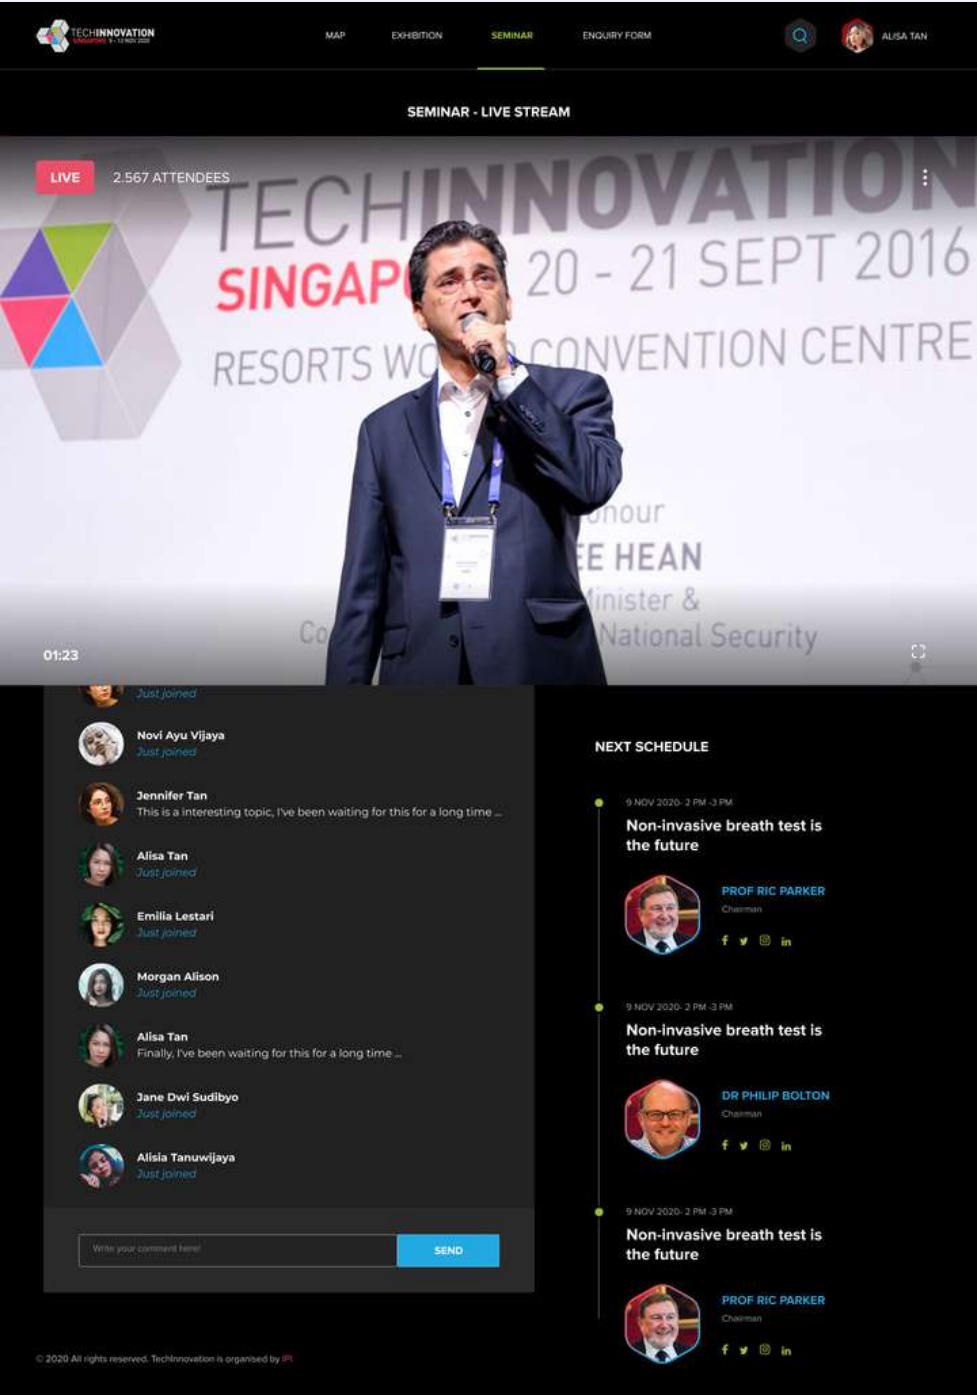 TECHINNOVATION
SINGAPORE 9 - 13 NOV 2020
MAP
EXHIBITION
SEMINAR
ENQUIRY FORM
ALISA TAN
SEMINAR - LIVE STREAM
LIVE
2.567 ATTENDEES
TECHINNOVATION
SINGAP 20 - 21 SEPT 2016
RESORTS WO CONVENTION CENTRE
onour
EE HEAN
inister &
Co National Security
01:23
Just joined
Novi Ayu Vijaya
Just joined
Jennifer Tan
This is a interesting topic, I've been waiting for this for a long time ...
Alisa Tan
Just joined
Emilia Lestari
Just joined
Morgan Alison
Just joined
Alisa Tan
Finally, I've been waiting for this for a long time ...
Jane Dwi Sudibyo
Just joined
Alisia Tanuwijaya
Just joined
Write your comment here!
SEND
NEXT SCHEDULE
9 NOV 2020- 2 PM -3 PM
Non-invasive breath test is
the future
PROF RIC PARKER
Chairman
9 NOV 2020- 2 PM -3 PM
Non-invasive breath test is
the future
DR PHILIP BOLTON
Chairman
9 NOV 2020- 2 PM -3 PM
Non-invasive breath test is
the future
PROF RIC PARKER
Chairman
© 2020 All rights reserved. TechInnovation is organised by IPI